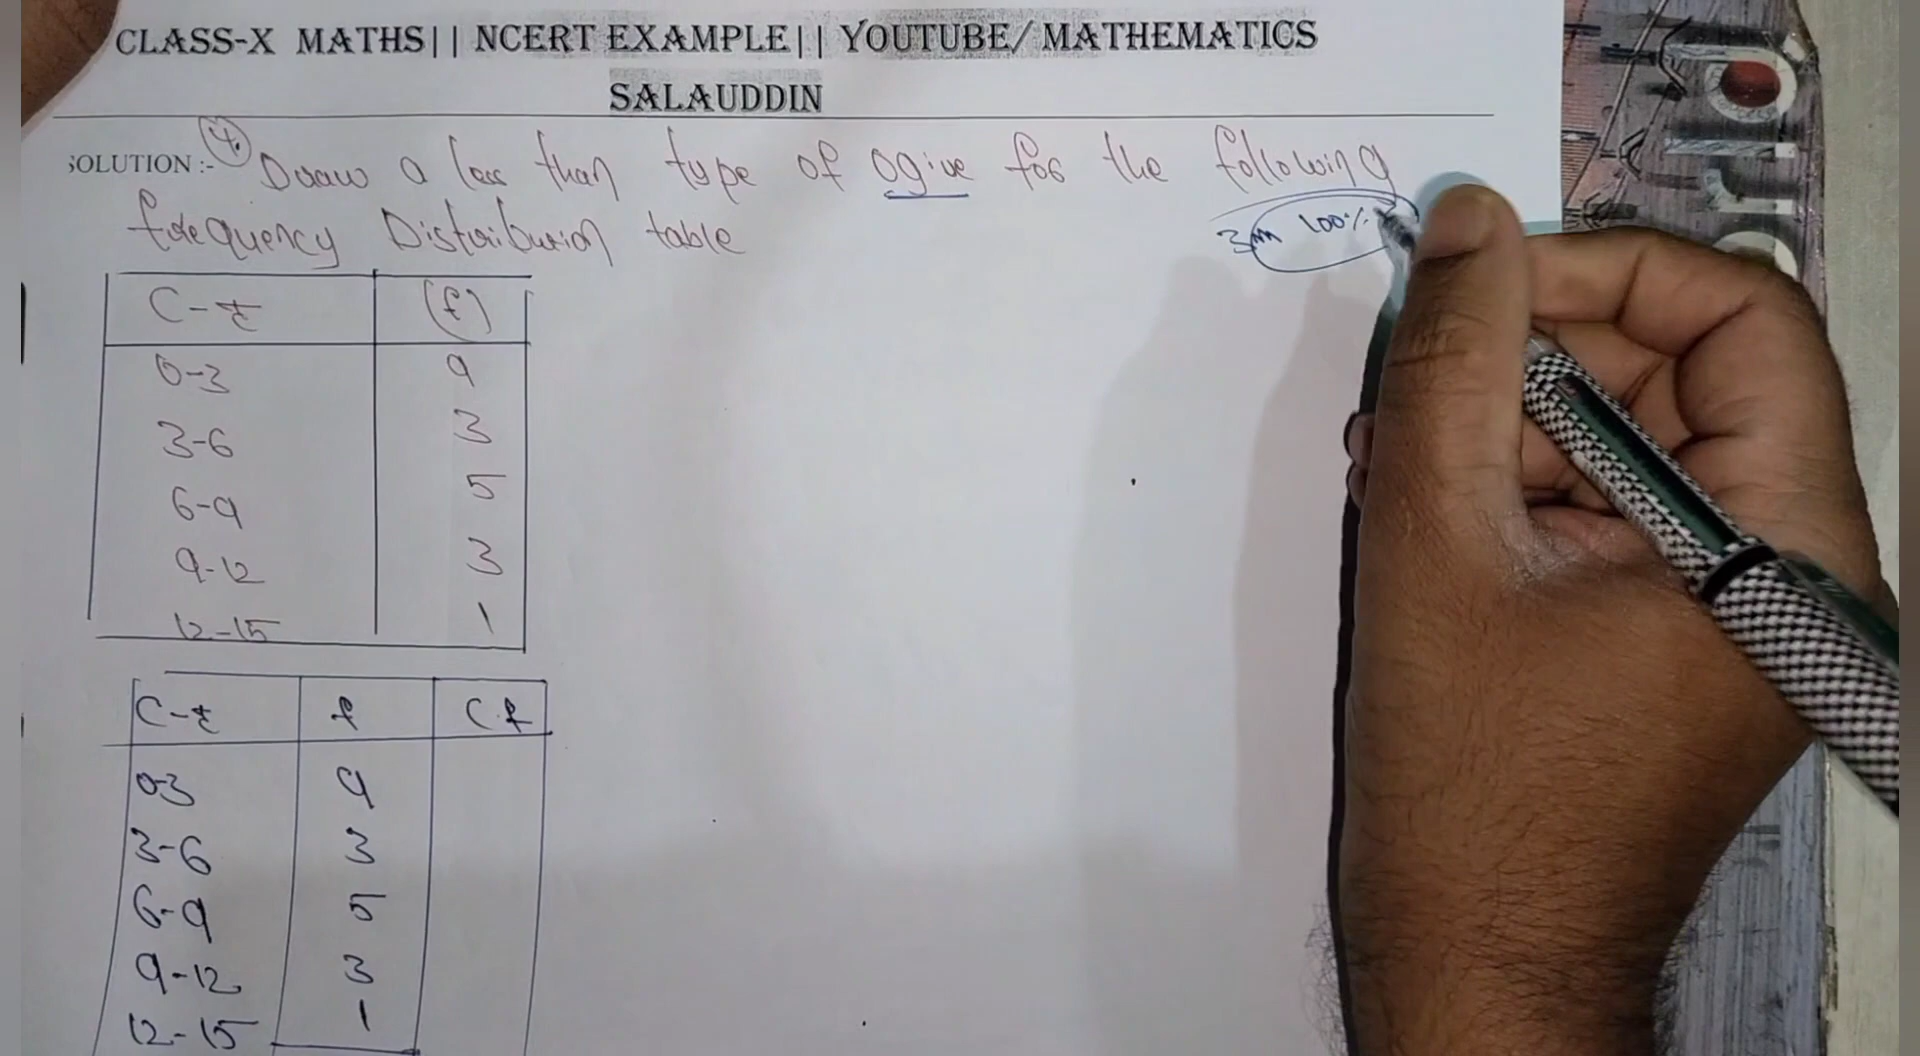 CLASS-X MATHS|| NCERT EXAMPLE|| YOUTUBE/ MATHEMATICS
SALAUDDIN
SOLUTION :- 4. Draw a less than type of ogive for the following
frequency Distribution table
3m 100%
C-I (f)
0-3 9
3-6 3
6-9 5
9-12 3
12-15 1
C-I f C.f
0-3 9
3-6 3
6-9 5
9-12 3
12-15 1